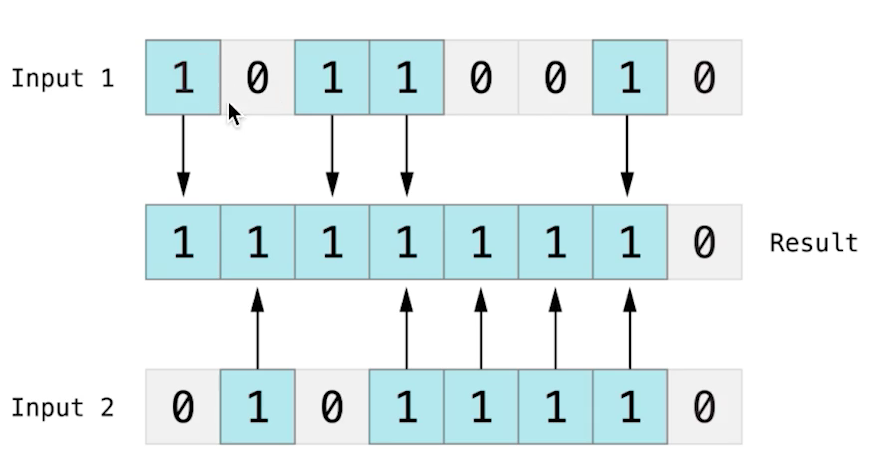 Input 1 1 0 1 1 0 0 1 0
1 1 1 1 1 1 1 0 Result
Input 2 0 1 0 1 1 1 1 0